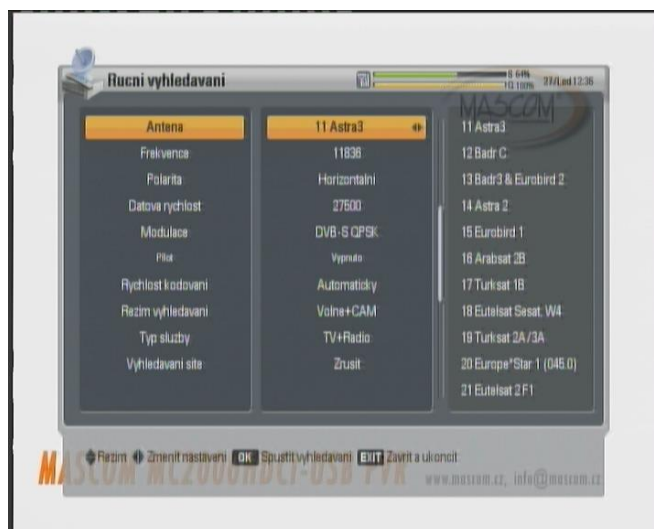 Rucni vyhledavani
S 64%
Q 100%
27/Led 12:36
MASCOM
Antena
11 Astra3
Frekvence
11836
Polarita
Horizontalni
Datova rychlost
27500
Modulace
DVB-S QPSK
Pilot
Vypnuto
Rychlost kodovani
Automaticky
Rezim vyhledavani
Volne+CAM
Typ sluzby
TV+Radio
Vyhledavani site
Zrusit
11 Astra3
12 Badr C
13 Badr3 & Eurobird 2
14 Astra 2
15 Eurobird 1
16 Arabsat 2B
17 Turksat 1B
18 Eutelsat Sesat, W4
19 Turksat 2A/3A
20 Europe*Star 1 (045.0)
21 Eutelsat 2 F1
Rezim Zmenit nastaveni OK Spustit vyhledavani EXIT Zavrit a ukoncit
MASCOM MC2000HDCI-USB PVR
www.mascom.cz, info@mascom.cz